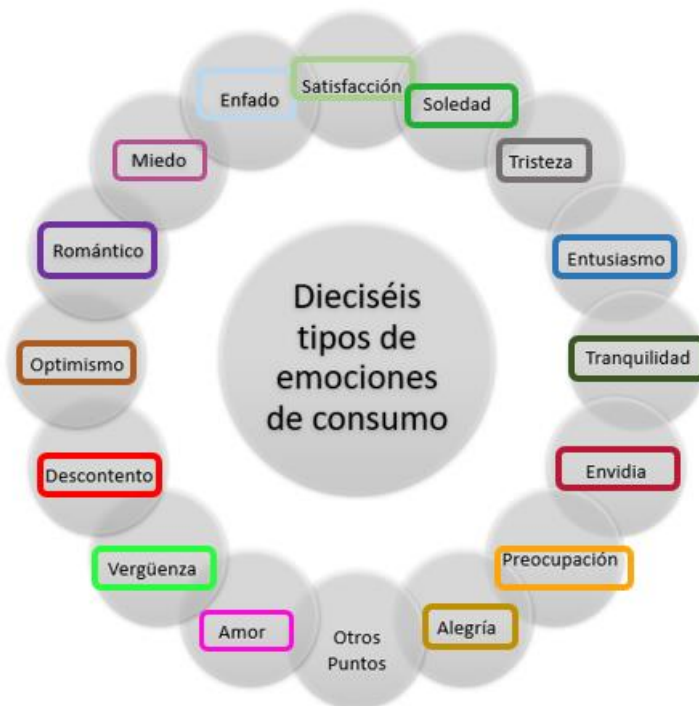 Satisfacción
Soledad
Tristeza
Entusiasmo
Tranquilidad
Envidia
Preocupación
Alegría
Otros
Puntos
Amor
Vergüenza
Descontento
Optimismo
Romántico
Miedo
Enfado
Dieciséis
tipos de
emociones
de consumo